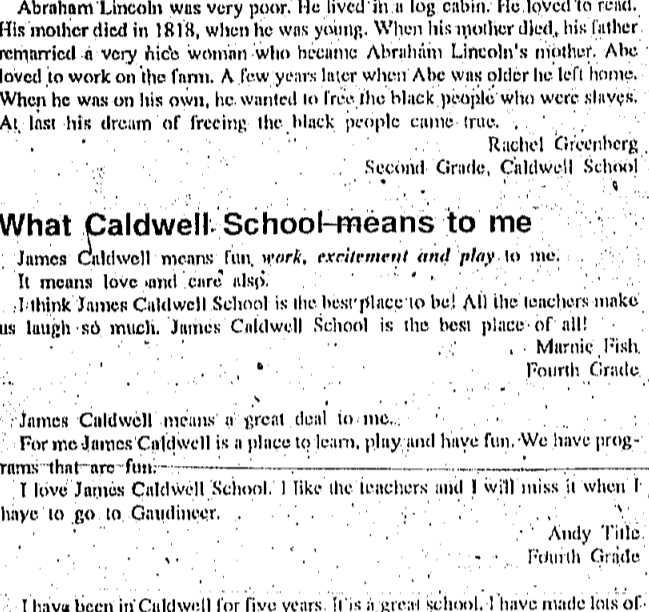 Abraham Lincoln was very poor. He lived in a log cabin. He loved to read.
His mother died in 1818, when he was young. When his mother died, his father
remarried a very nice woman who became Abraham Lincoln's mother. Abe
loved to work on the farm. A few years later when Abe was older he left home.
When he was on his own, he wanted to free the black people who were slaves.
At last his dream of freeing the black people came true.
Rachel Greenberg
Second Grade, Caldwell School
What Caldwell School means to me
James Caldwell means fun, work, excitement and play to me.
It means love and care also.
I think James Caldwell School is the best place to be! All the teachers make
us laugh so much. James Caldwell School is the best place of all!
Marnie Fish
Fourth Grade
James Caldwell means a great deal to me.
For me James Caldwell is a place to learn, play and have fun. We have prog-
rams that are fun.
I love James Caldwell School. I like the teachers and I will miss it when I
have to go to Gaudineer.
Andy Title
Fourth Grade
I have been in Caldwell for five years. It is a great school. I have made lots of